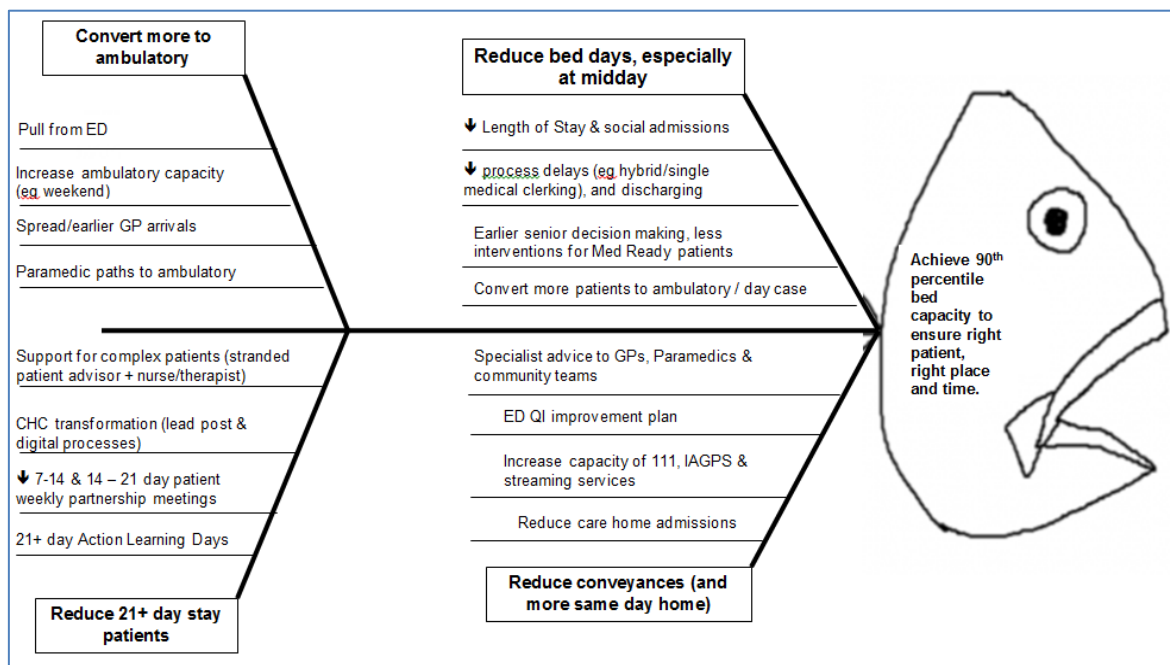 Convert more to
ambulatory
Pull from ED
Increase ambulatory capacity
(eg weekend)
Spread/earlier GP arrivals
Paramedic paths to ambulatory
Reduce bed days, especially
at midday
🡻 Length of Stay & social admissions
🡻 process delays (eg hybrid/single
medical clerking), and discharging
Earlier senior decision making, less
interventions for Med Ready patients
Convert more patients to ambulatory / day case
Achieve 90th
percentile
bed
capacity to
ensure right
patient,
right place
and time.
Support for complex patients (stranded
patient advisor + nurse/therapist)
CHC transformation (lead post &
digital processes)
🡻 7-14 & 14 – 21 day patient
weekly partnership meetings
21+ day Action Learning Days
Reduce 21+ day stay
patients
Specialist advice to GPs, Paramedics &
community teams
ED QI improvement plan
Increase capacity of 111, IAGPS &
streaming services
Reduce care home admissions
Reduce conveyances (and
more same day home)